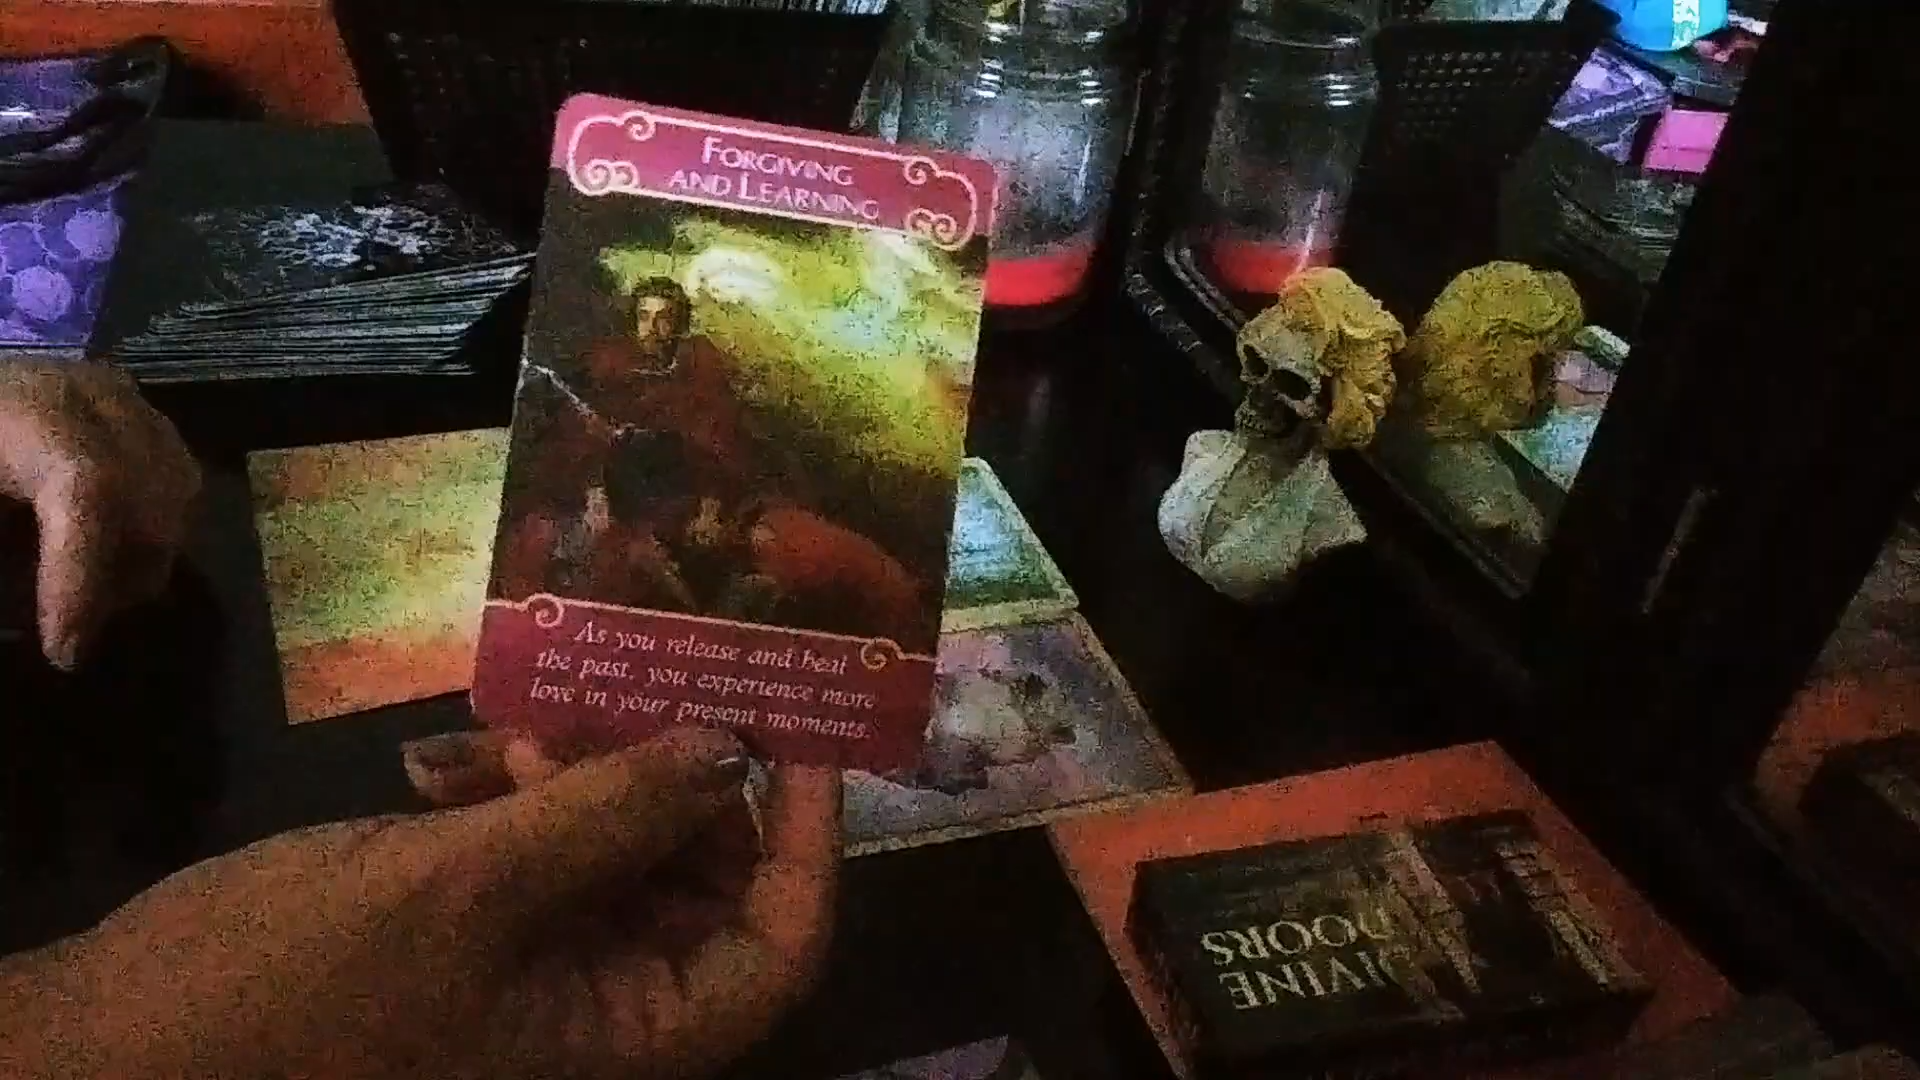 FORGIVING
AND LEARNING
As you release and heal
the past, you experience more
love in your present moments.
DIVINE
DOORS